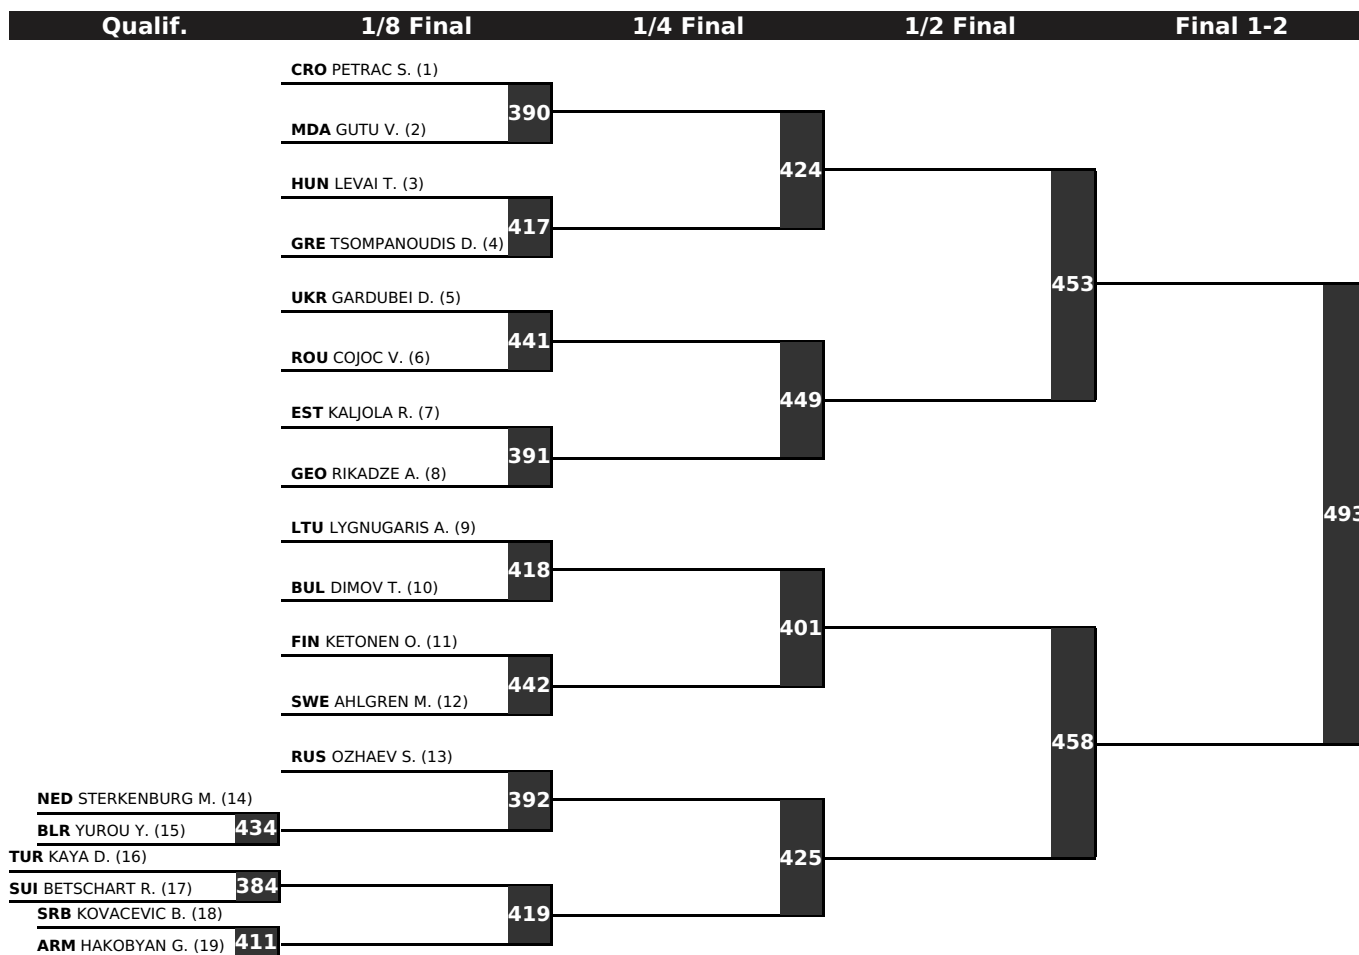 Qualif. 1/8 Final 1/4 Final 1/2 Final Final 1-2
CRO PETRAC S. (1)
390
MDA GUTU V. (2)
424
HUN LEVAI T. (3)
417
GRE TSOMPANOUDIS D. (4)
453
UKR GARDUBEI D. (5)
441
ROU COJOC V. (6)
449
EST KALJOLA R. (7)
391
GEO RIKADZE A. (8)
493
LTU LYGNUGARIS A. (9)
418
BUL DIMOV T. (10)
401
FIN KETONEN O. (11)
442
SWE AHLGREN M. (12)
458
RUS OZHAEV S. (13)
392
NED STERKENBURG M. (14)
434
BLR YUROU Y. (15)
425
TUR KAYA D. (16)
384
SUI BETSCHART R. (17)
419
SRB KOVACEVIC B. (18)
411
ARM HAKOBYAN G. (19)